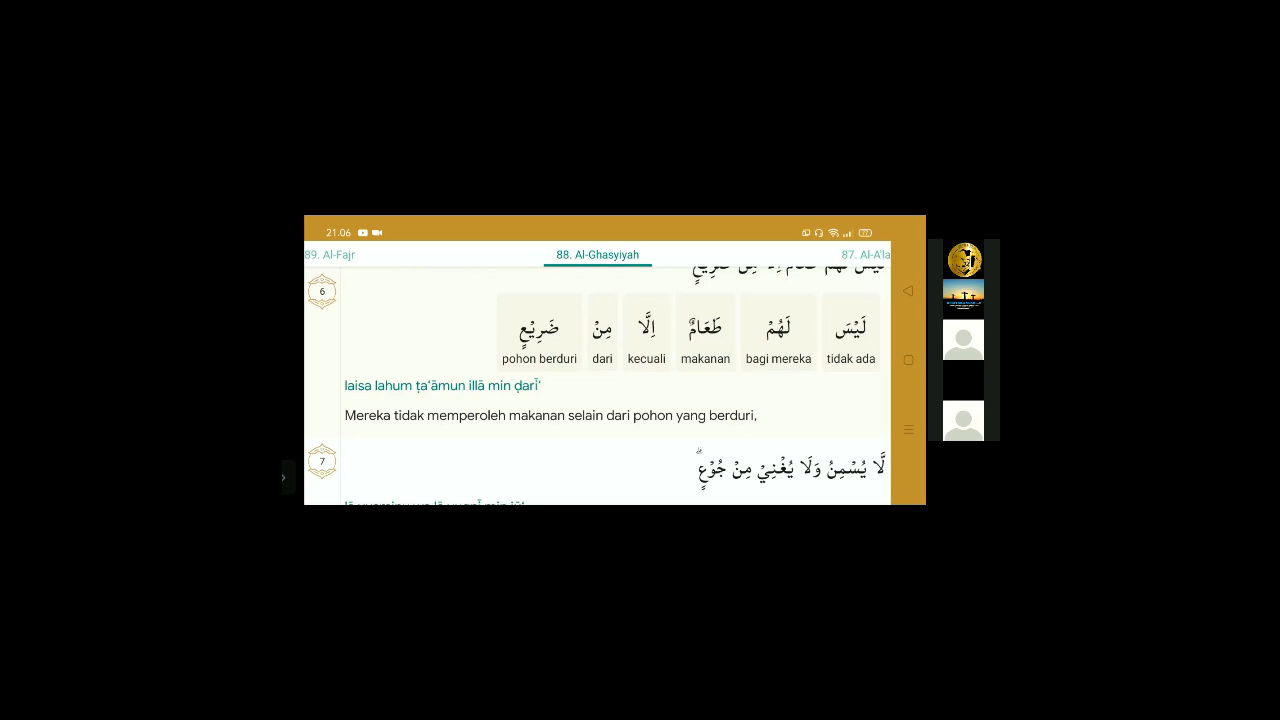 21.06
77
89. Al-Fajr
88. Al-Ghasyiyah
87. Al-A'la
6
لَيْسَ لَهُمْ طَعَامٌ اِلَّا مِنْ ضَرِيْعٍ
tidak ada bagi mereka makanan kecuali dari pohon berduri
laisa lahum ṭa‘āmun illā min ḍarī‘
Mereka tidak memperoleh makanan selain dari pohon yang berduri,
7
لَّا يُسْمِنُ وَلَا يُغْنِيْ مِنْ جُوْعٍۗ